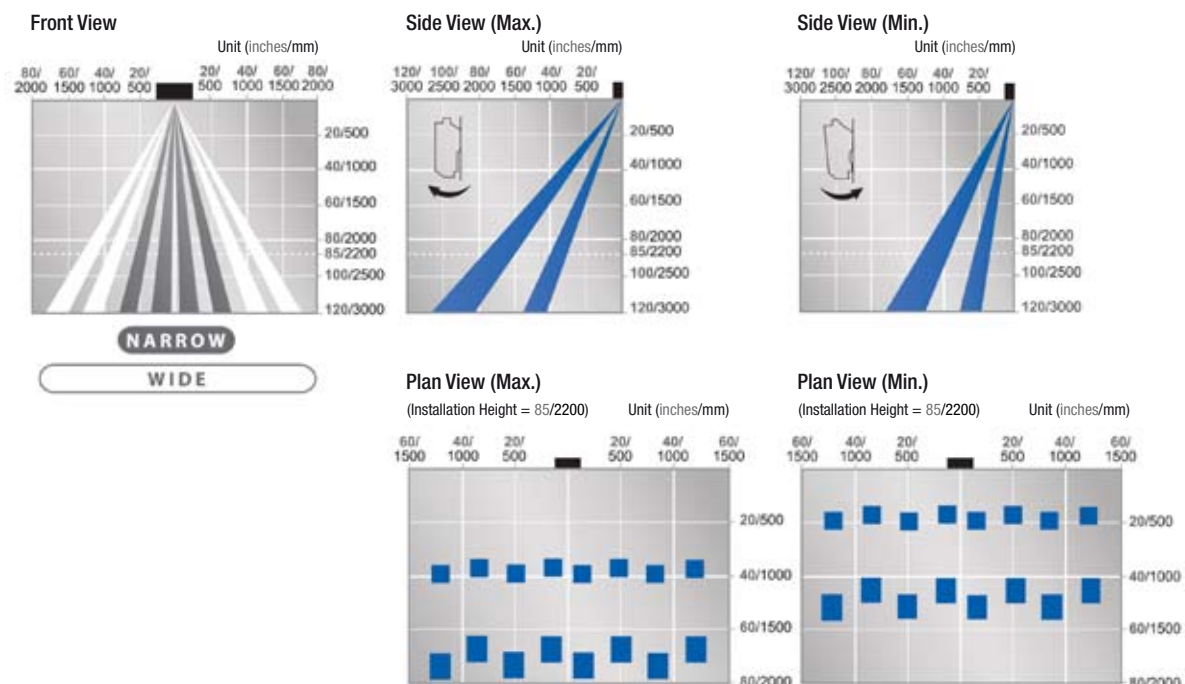 Front View
Unit (inches/mm)
80/ 60/ 40/ 20/ 20/ 40/ 60/ 80/
2000 1500 1000 500 500 1000 1500 2000
20/500
40/1000
60/1500
80/2000
85/2200
100/2500
120/3000
NARROW
WIDE
Side View (Max.)
Unit (inches/mm)
120/ 100/ 80/ 60/ 40/ 20/
3000 2500 2000 1500 1000 500
20/500
40/1000
60/1500
80/2000
85/2200
100/2500
120/3000
Side View (Min.)
Unit (inches/mm)
120/ 100/ 80/ 60/ 40/ 20/
3000 2500 2000 1500 1000 500
20/500
40/1000
60/1500
80/2000
85/2200
100/2500
120/3000
Plan View (Max.)
(Installation Height = 85/2200) Unit (inches/mm)
60/ 40/ 20/ 20/ 40/ 60/
1500 1000 500 500 1000 1500
20/500
40/1000
60/1500
80/2000
Plan View (Min.)
(Installation Height = 85/2200) Unit (inches/mm)
60/ 40/ 20/ 20/ 40/ 60/
1500 1000 500 500 1000 1500
20/500
40/1000
60/1500
80/2000